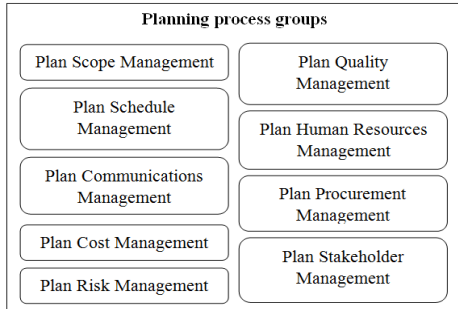 Planning process groups
Plan Scope Management
Plan Schedule
Management
Plan Communications
Management
Plan Cost Management
Plan Risk Management
Plan Quality
Management
Plan Human Resources
Management
Plan Procurement
Management
Plan Stakeholder
Management